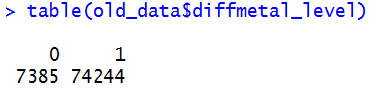 > table(old_data$diffmetal_level)
0 1
7385 74244